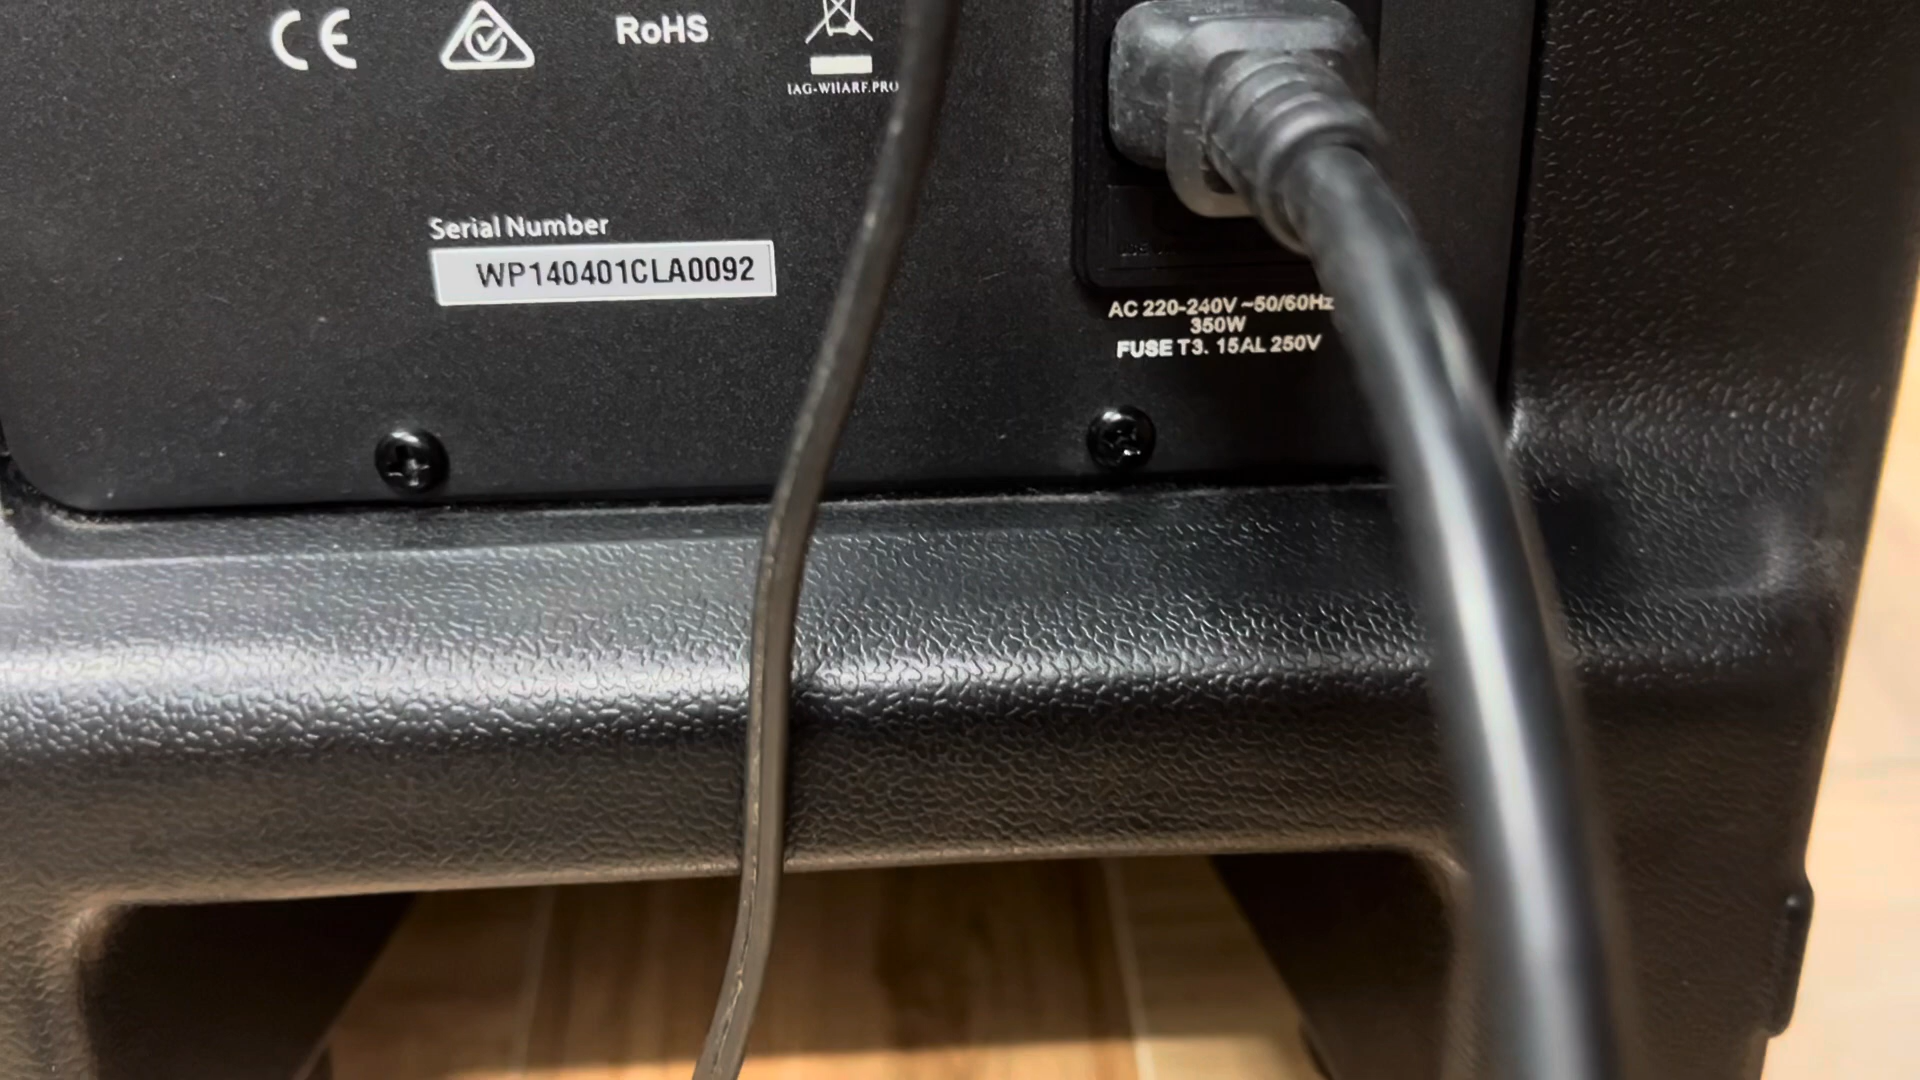 CE
RoHS
Serial Number
WP140401CLA0092
AC 220-240V ~50/60Hz
350W
FUSE T3. 15AL 250V